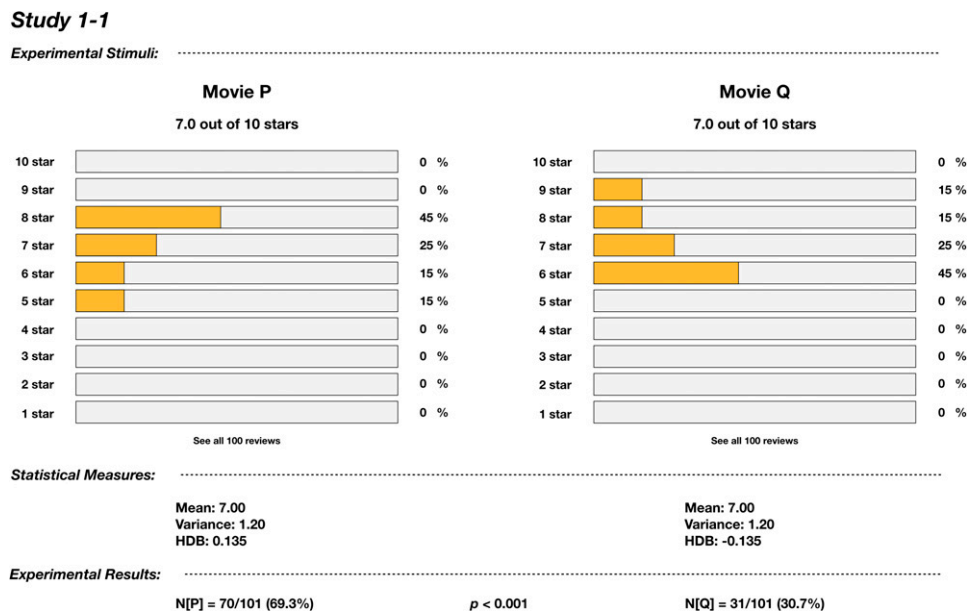 Study 1-1
Experimental Stimuli:
Movie P
7.0 out of 10 stars
10 star 0 %
9 star 0 %
8 star 45 %
7 star 25 %
6 star 15 %
5 star 15 %
4 star 0 %
3 star 0 %
2 star 0 %
1 star 0 %
See all 100 reviews
Movie Q
7.0 out of 10 stars
10 star 0 %
9 star 15 %
8 star 15 %
7 star 25 %
6 star 45 %
5 star 0 %
4 star 0 %
3 star 0 %
2 star 0 %
1 star 0 %
See all 100 reviews
Statistical Measures:
Mean: 7.00
Variance: 1.20
HDB: 0.135
Mean: 7.00
Variance: 1.20
HDB: -0.135
Experimental Results:
N[P] = 70/101 (69.3%) p < 0.001 N[Q] = 31/101 (30.7%)